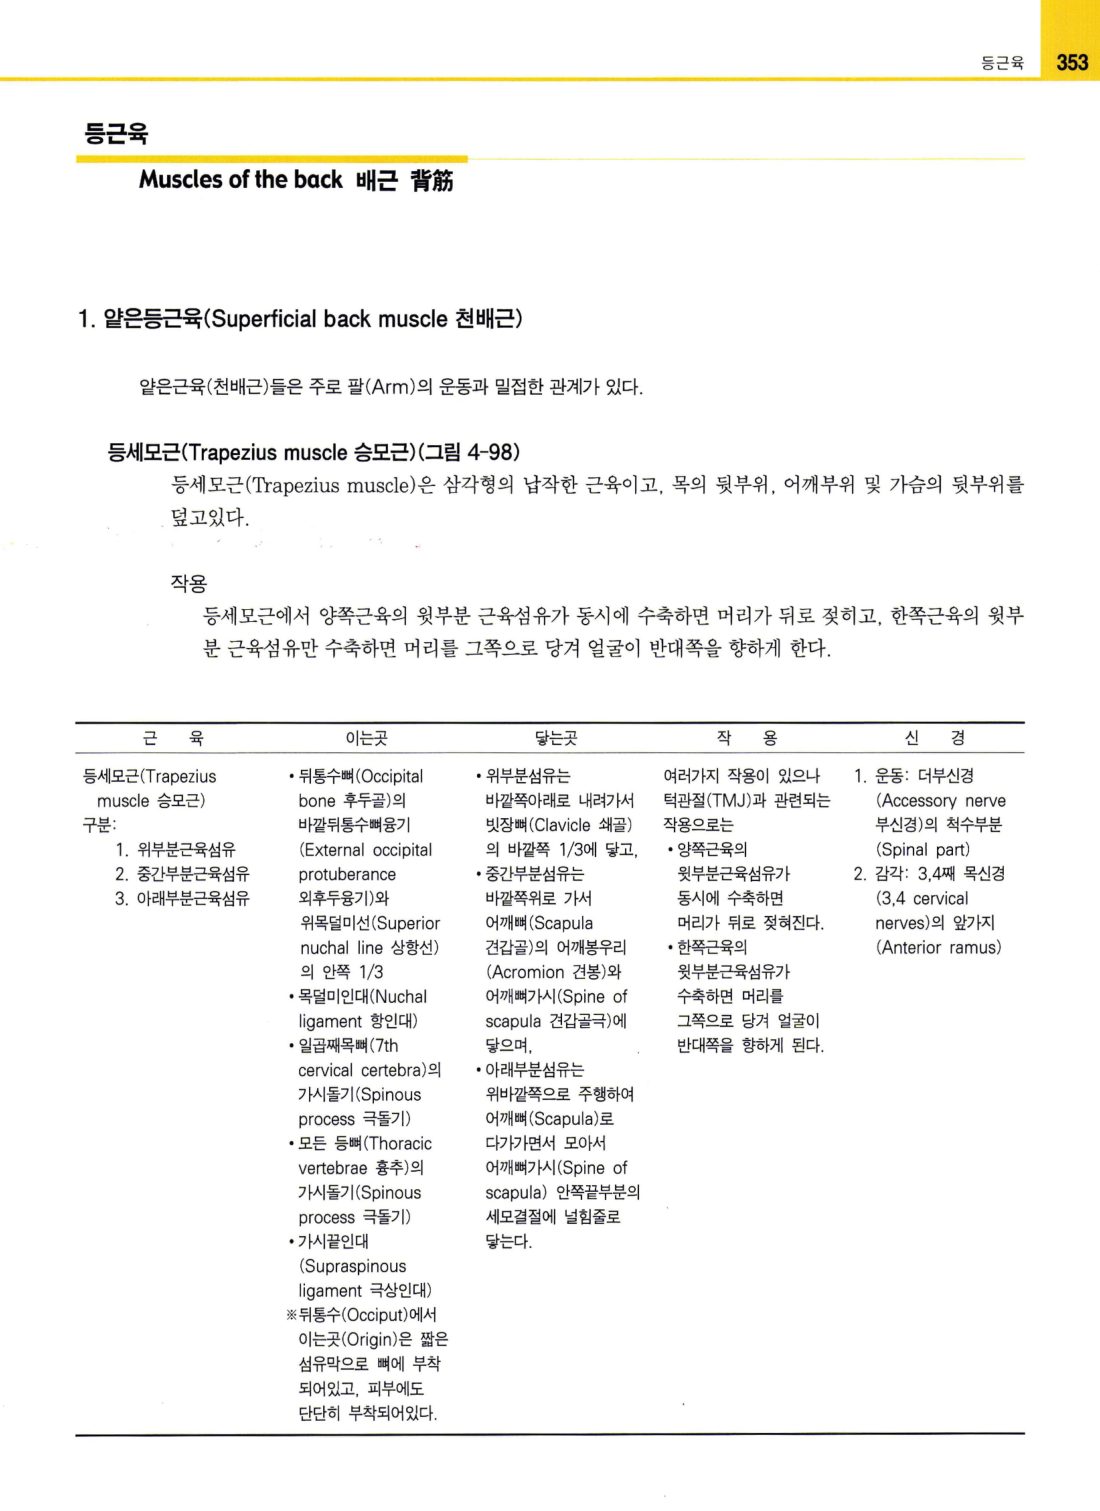 등근육 353
등근육
Muscles of the back 배근 背筋
1. 얕은등근육(Superficial back muscle 천배근)
얕은근육(천배근)들은 주로 팔(Arm)의 운동과 밀접한 관계가 있다.
등세모근(Trapezius muscle 승모근)(그림 4-98)
등세모근(Trapezius muscle)은 삼각형의 납작한 근육이고, 목의 뒷부위, 어깨부위 및 가슴의 뒷부위를
덮고있다.
작용
등세모근에서 양쪽근육의 윗부분 근육섬유가 동시에 수축하면 머리가 뒤로 젖히고, 한쪽근육의 윗부
분 근육섬유만 수축하면 머리를 그쪽으로 당겨 얼굴이 반대쪽을 향하게 한다.
근 육
등세모근(Trapezius
muscle 승모근)
구분:
1. 위부분근육섬유
2. 중간부분근육섬유
3. 아래부분근육섬유
이는곳
• 뒤통수뼈(Occipital
bone 후두골)의
바깥뒤통수뼈융기
(External occipital
protuberance
외후두융기)와
위목덜미선(Superior
nuchal line 상항선)
의 안쪽 1/3
• 목덜미인대(Nuchal
ligament 항인대)
• 일곱째목뼈(7th
cervical certebra)의
가시돌기(Spinous
process 극돌기)
• 모든 등뼈(Thoracic
vertebrae 흉추)의
가시돌기(Spinous
process 극돌기)
• 가시끝인대
(Supraspinous
ligament 극상인대)
※뒤통수(Occiput)에서
이는곳(Origin)은 짧은
섬유막으로 뼈에 부착
되어있고, 피부에도
단단히 부착되어있다.
닿는곳
• 위부분섬유는
바깥쪽아래로 내려가서
빗장뼈(Clavicle 쇄골)
의 바깥쪽 1/3에 닿고,
• 중간부분섬유는
바깥쪽위로 가서
어깨뼈(Scapula
견갑골)의 어깨봉우리
(Acromion 견봉)와
어깨뼈가시(Spine of
scapula 견갑골극)에
닿으며,
• 아래부분섬유는
위바깥쪽으로 주행하여
어깨뼈(Scapula)로
다가가면서 모아서
어깨뼈가시(Spine of
scapula) 안쪽끝부분의
세모결절에 널힘줄로
닿는다.
작 용
여러가지 작용이 있으나
턱관절(TMJ)과 관련되는
작용으로는
• 양쪽근육의
윗부분근육섬유가
동시에 수축하면
머리가 뒤로 젖혀진다.
• 한쪽근육의
윗부분근육섬유가
수축하면 머리를
그쪽으로 당겨 얼굴이
반대쪽을 향하게 된다.
신 경
1. 운동: 더부신경
(Accessory nerve
부신경)의 척수부분
(Spinal part)
2. 감각: 3,4째 목신경
(3,4 cervical
nerves)의 앞가지
(Anterior ramus)